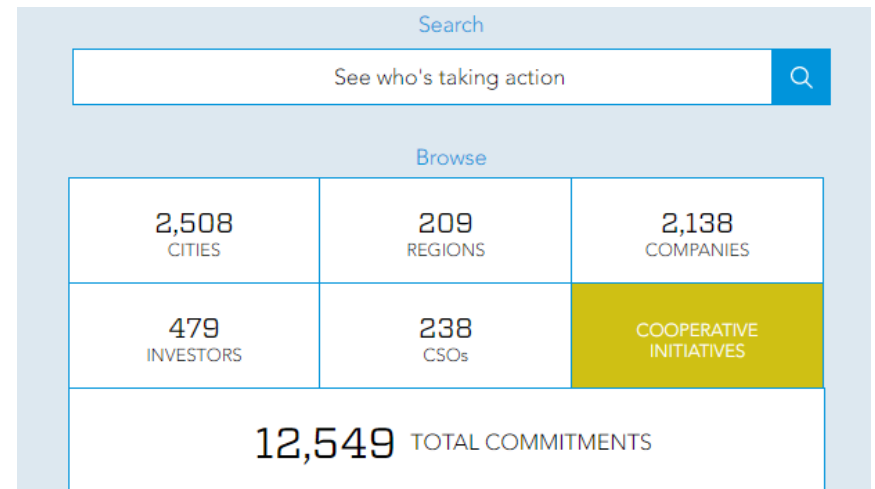 Search
See who's taking action
Browse
2,508 209 2,138
CITIES REGIONS COMPANIES
479 238 COOPERATIVE
INVESTORS CSOs INITIATIVES
12,549 TOTAL COMMITMENTS